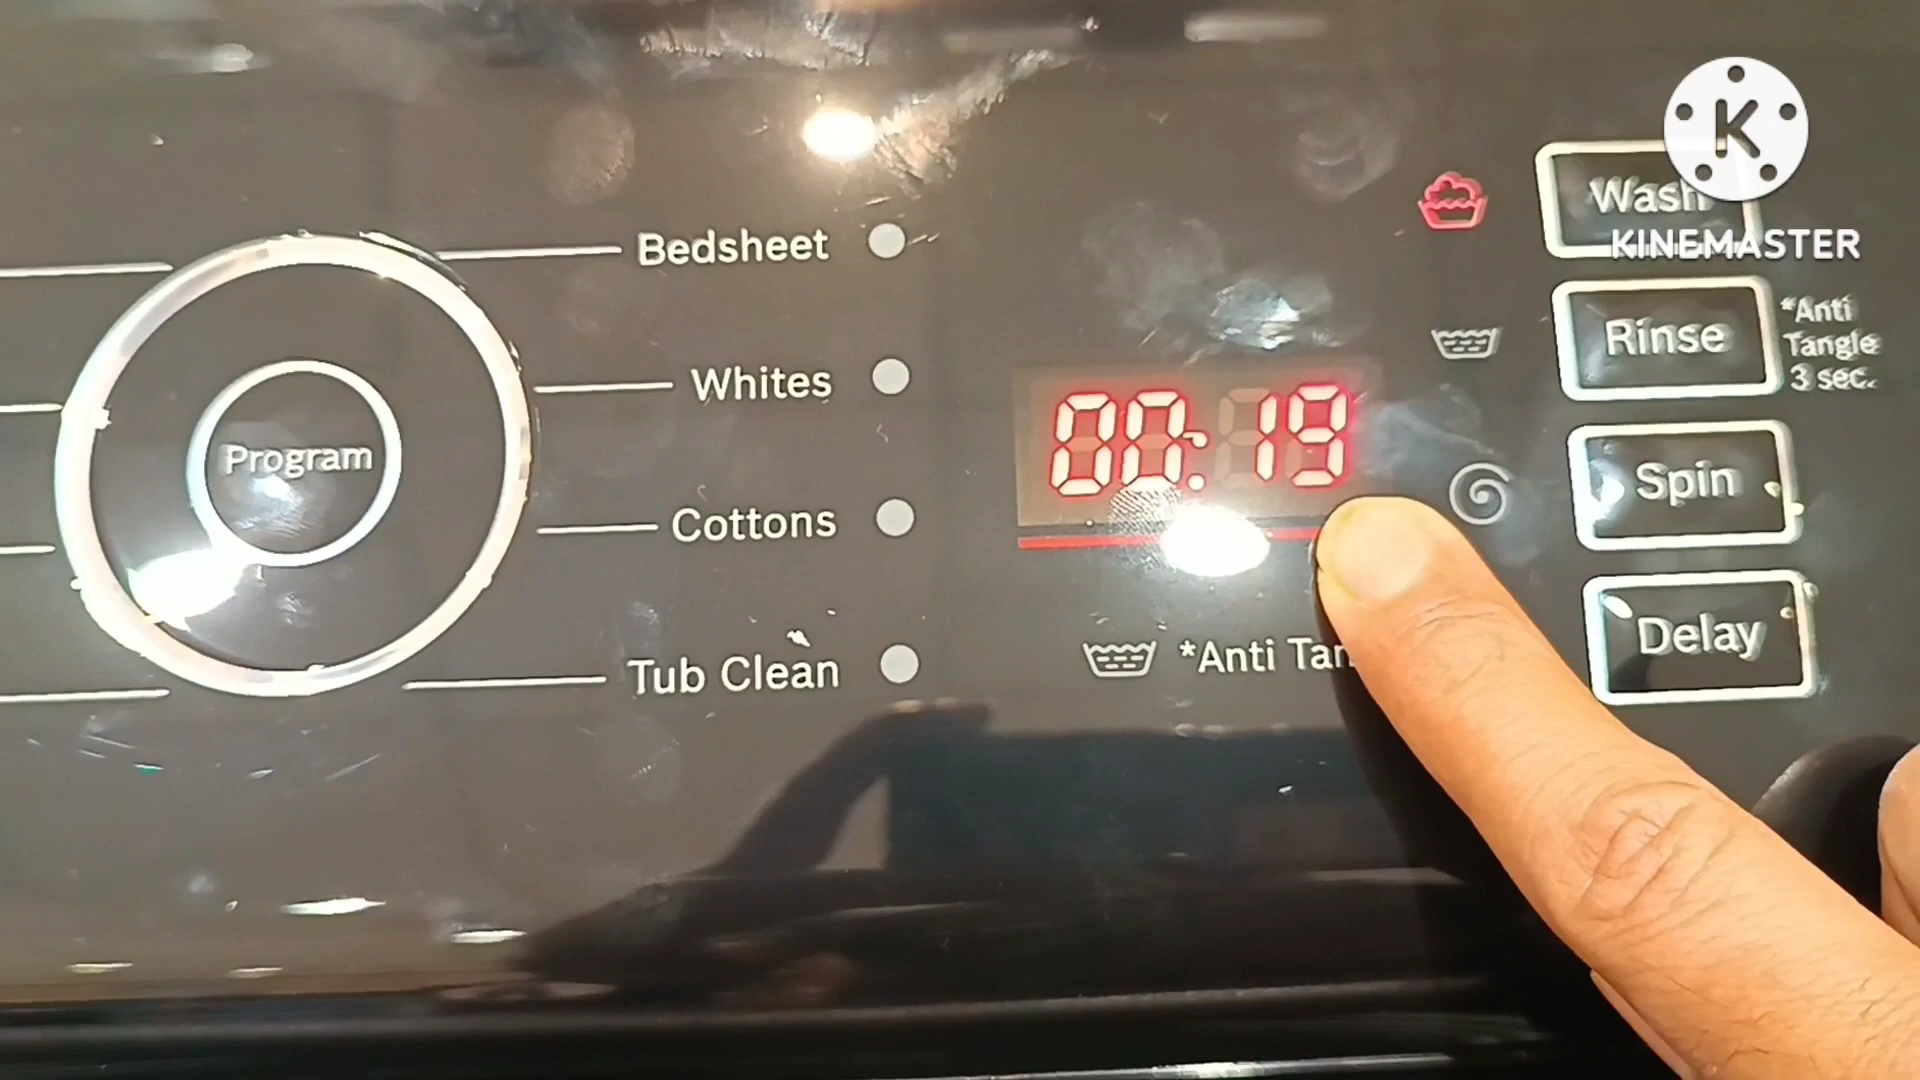 K
KINEMASTER
Wash
Bedsheet
Rinse
*Anti
Tangle
3 sec.
Whites
00:19
Program
Spin
Cottons
Delay
*Anti Tan
Tub Clean